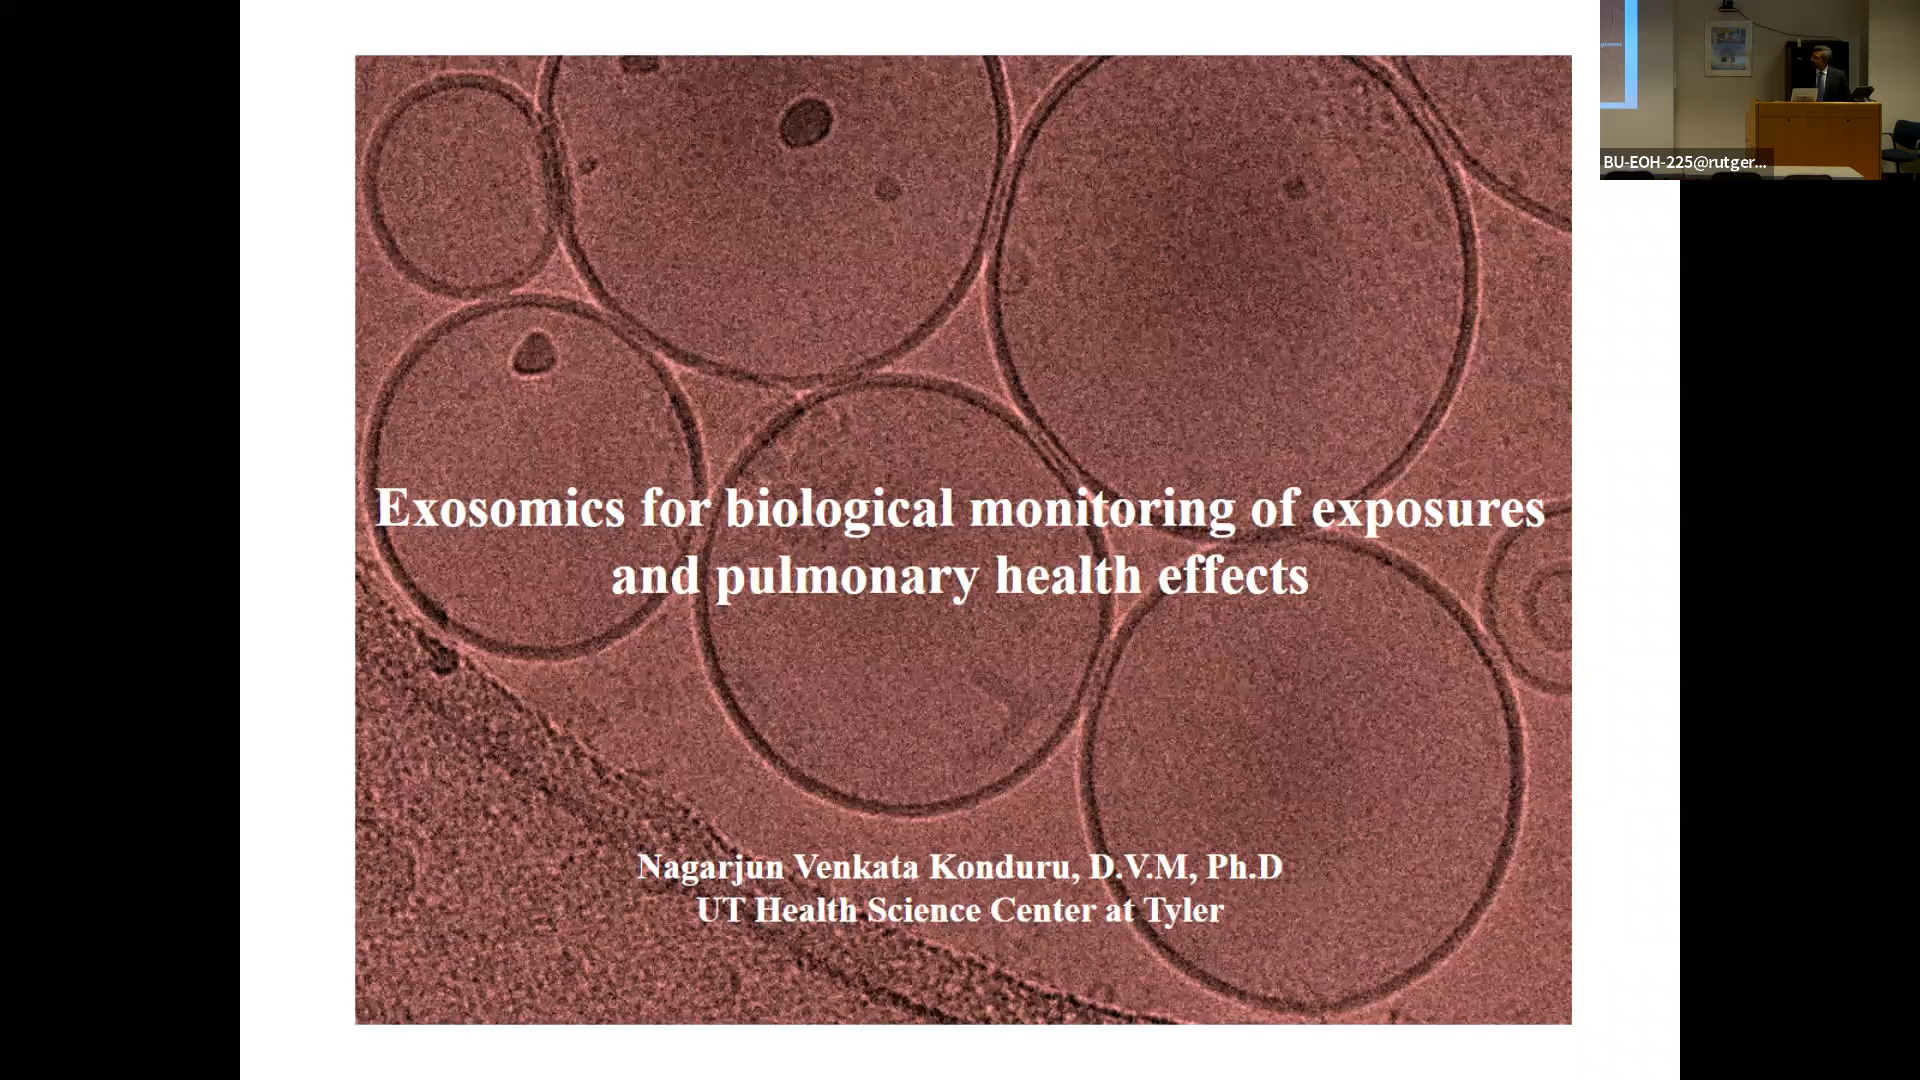 Exosomics for biological monitoring of exposures
and pulmonary health effects
Nagarjun Venkata Konduru, D.V.M, Ph.D
UT Health Science Center at Tyler
BU-EOH-225@rutger...